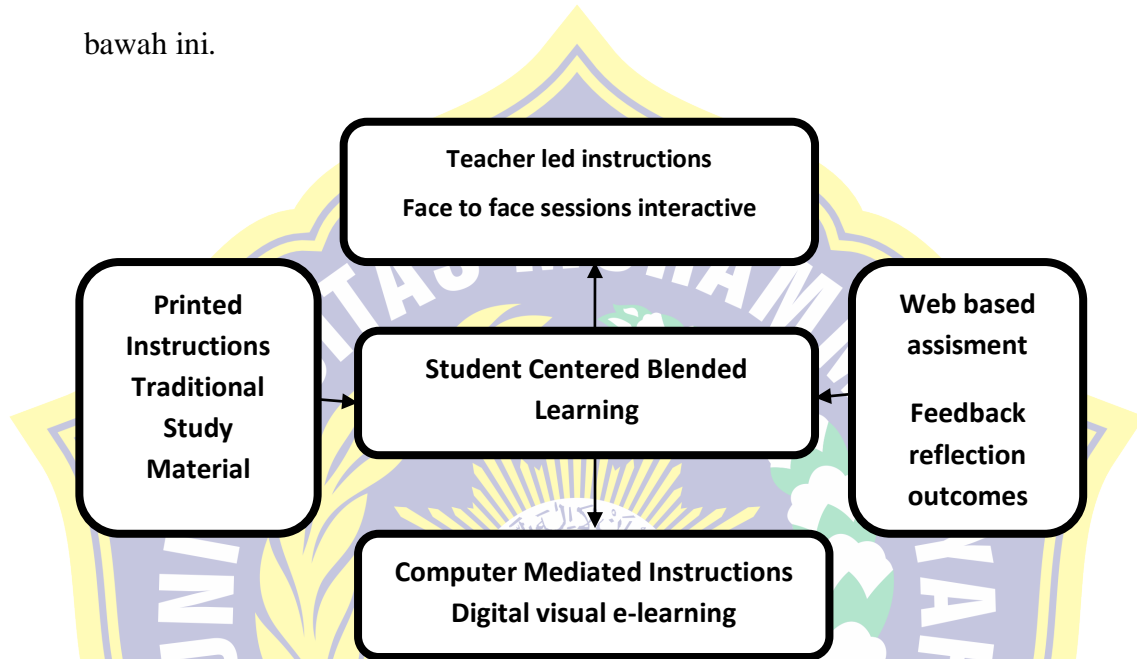 bawah ini.
Teacher led instructions
Face to face sessions interactive
Printed
Instructions
Traditional
Study
Material
Student Centered Blended
Learning
Web based
assisment
Feedback
reflection
outcomes
Computer Mediated Instructions
Digital visual e-learning